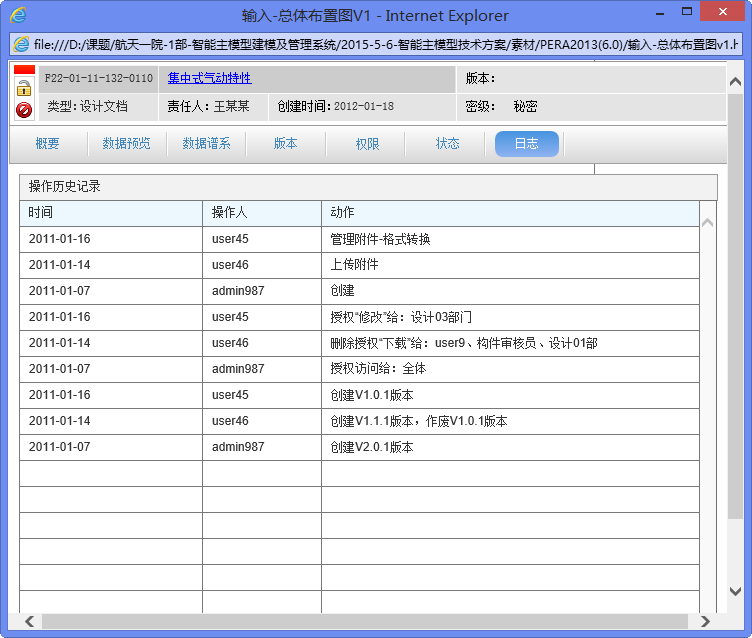 输入-总体布置图V1 - Internet Explorer
file:///D:/课题/航天一院-1部-智能主模型建模及管理系统/2015-5-6-智能主模型技术方案/素材/PERA2013(6.0)/输入-总体布置图v1.h
F22-01-11-132-0110 集中式气动特性 版本：
类型：设计文档 责任人：王某某 创建时间：2012-01-18 密级： 秘密
概要 数据预览 数据谱系 版本 权限 状态 日志
操作历史记录
时间 操作人 动作
2011-01-16 user45 管理附件-格式转换
2011-01-14 user46 上传附件
2011-01-07 admin987 创建
2011-01-16 user45 授权“修改”给：设计03部门
2011-01-14 user46 删除授权“下载”给：user9、构件审核员、设计01部
2011-01-07 admin987 授权访问给：全体
2011-01-16 user45 创建V1.0.1版本
2011-01-14 user46 创建V1.1.1版本，作废V1.0.1版本
2011-01-07 admin987 创建V2.0.1版本